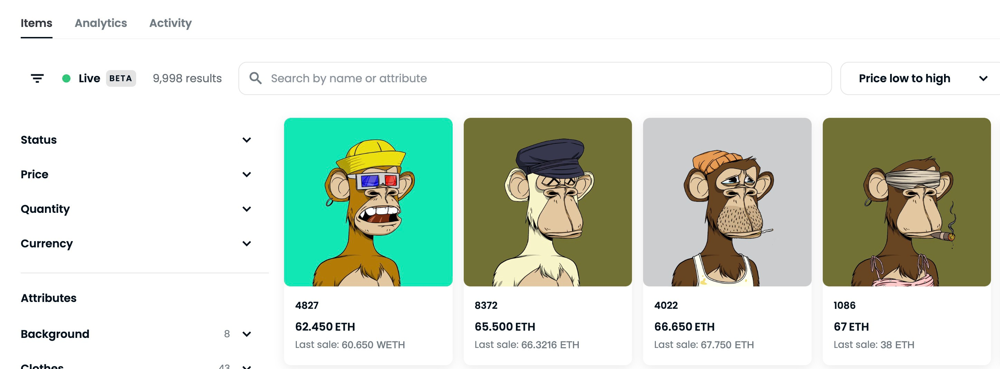 Items Analytics Activity
Live BETA 9,998 results Search by name or attribute Price low to high
Status
Price
Quantity
Currency
Attributes
Background 8
Clothes 43
4827
62.450 ETH
Last sale: 60.650 WETH
8372
65.500 ETH
Last sale: 66.3216 ETH
4022
66.650 ETH
Last sale: 67.750 ETH
1086
67 ETH
Last sale: 38 ETH